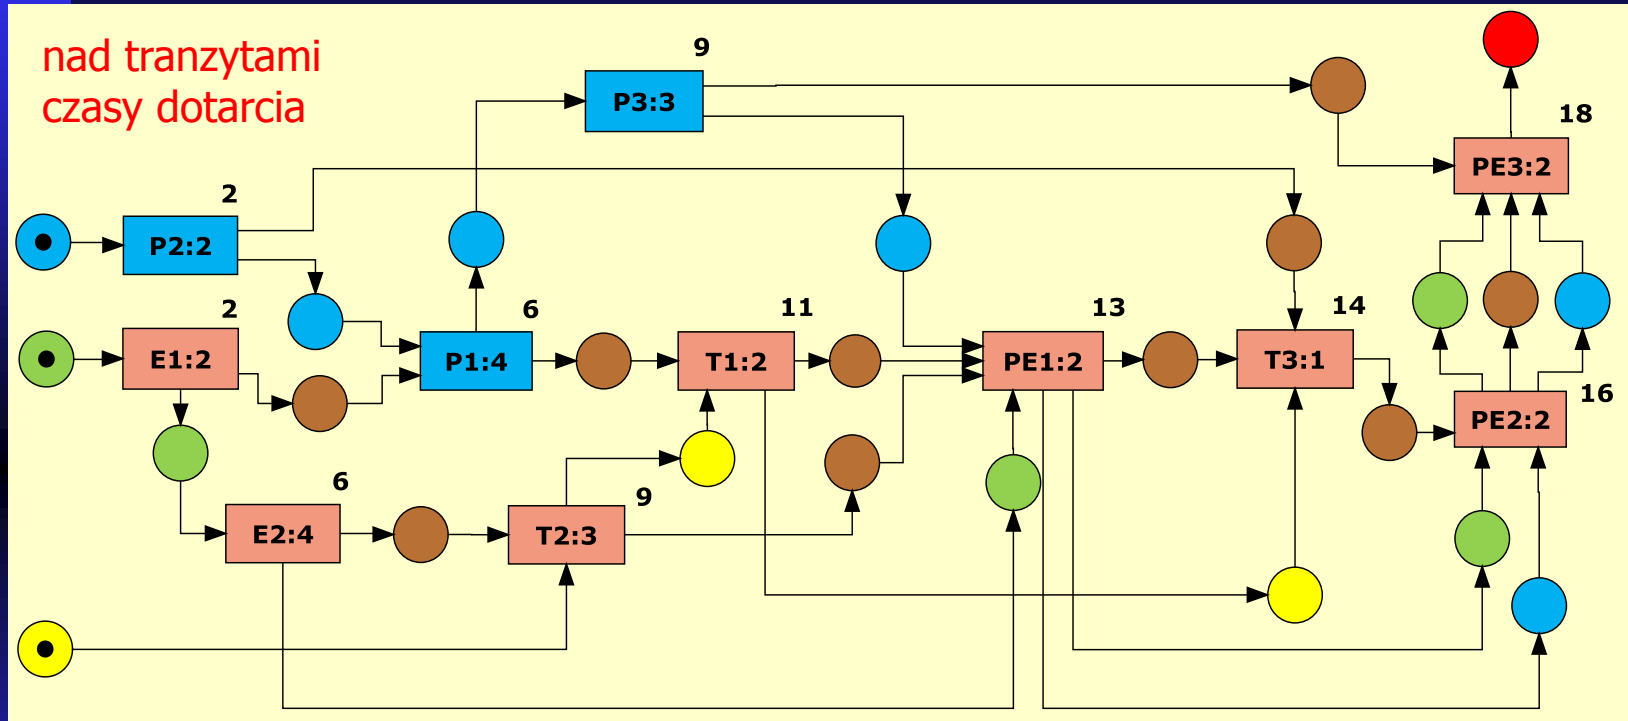 nad tranzytami
czasy dotarcia
9
P3:3
18
PE3:2
2
P2:2
2
E1:2
6
P1:4
11
T1:2
13
PE1:2
14
T3:1
16
PE2:2
6
E2:4
9
T2:3